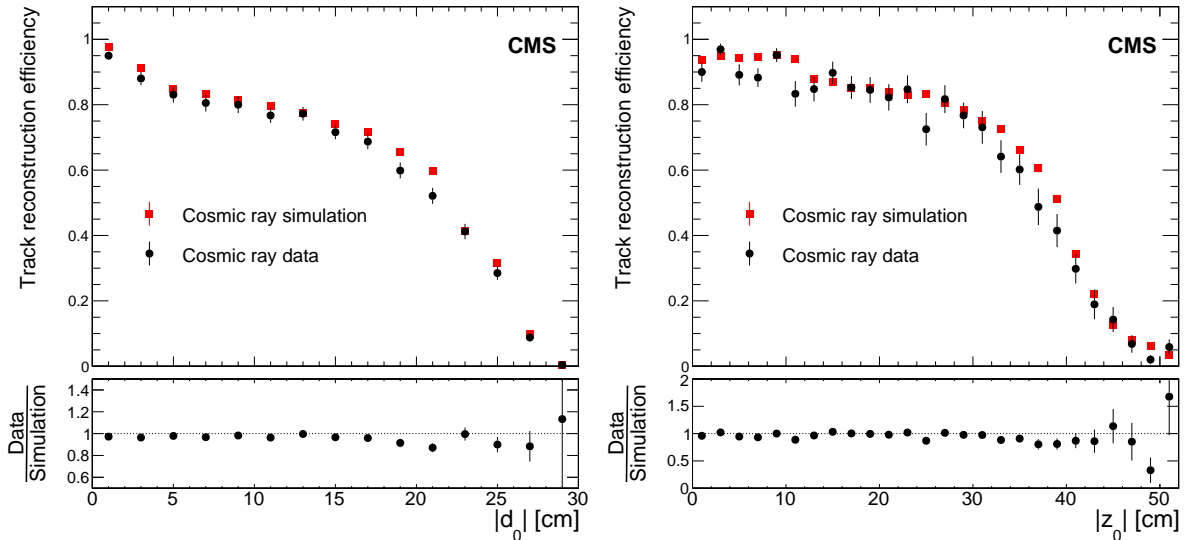 CMS
Track reconstruction efficiency
1
0.8
0.6
0.4
0.2
0
Cosmic ray simulation
Cosmic ray data
Data
Simulation
1.4
1.2
1
0.8
0.6
0 5 10 15 20 25 30
|d0| [cm]
CMS
Track reconstruction efficiency
1
0.8
0.6
0.4
0.2
0
Cosmic ray simulation
Cosmic ray data
Data
Simulation
2
1.5
1
0.5
0
0 10 20 30 40 50
|z0| [cm]